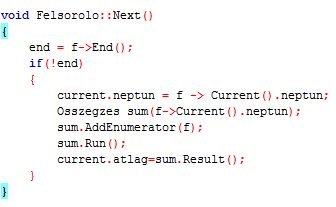 void Felsorolo::Next()
{
    end = f->End();
    if(!end)
    {
        current.neptun = f -> Current().neptun;
        Osszegzes sum(f->Current().neptun);
        sum.AddEnumerator(f);
        sum.Run();
        current.atlag=sum.Result();
    }
}